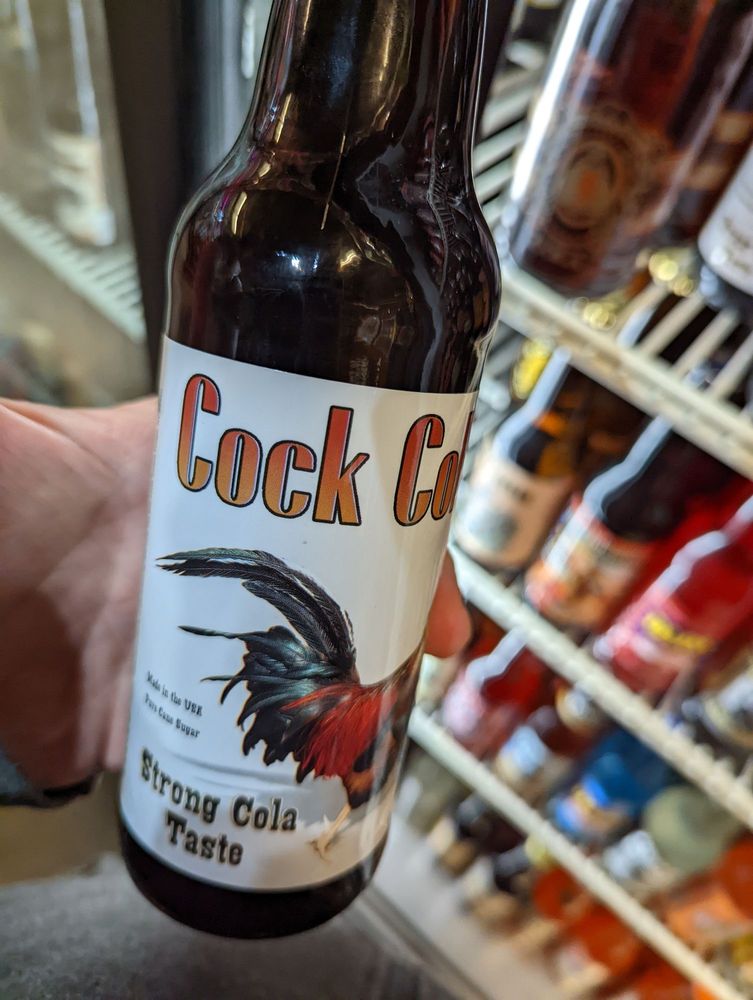 Cock Co
Made in the USA
Pure Cane Sugar
Strong Cola
Taste